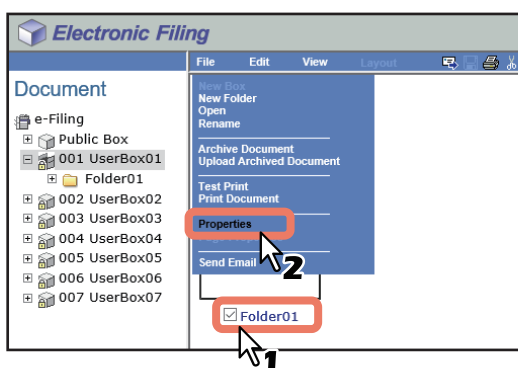 Electronic Filing
File Edit View Layout
Document
e-Filing
Public Box
001 UserBox01
Folder01
002 UserBox02
003 UserBox03
004 UserBox04
005 UserBox05
006 UserBox06
007 UserBox07
New Box
New Folder
Open
Rename
Archive Document
Upload Archived Document
Test Print
Print Document
Properties
Send Email
2
Folder01
1